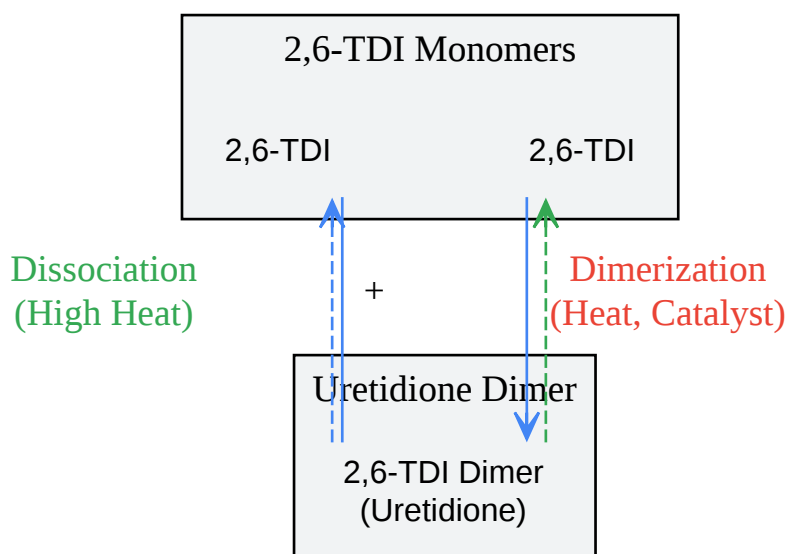 2,6-TDI Monomers
2,6-TDI
2,6-TDI
Dissociation
(High Heat)
+
Dimerization
(Heat, Catalyst)
Uretidione Dimer
2,6-TDI Dimer
(Uretidione)